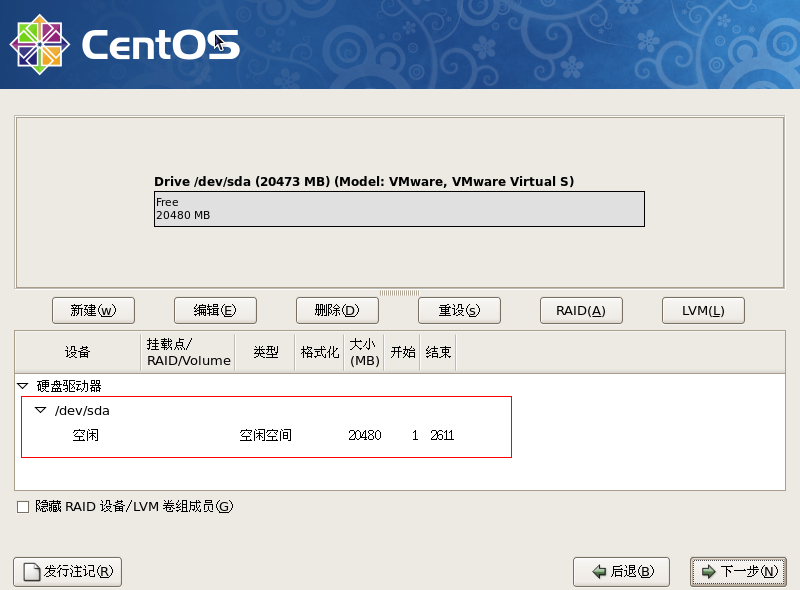 CentOS
Drive /dev/sda (20473 MB) (Model: VMware, VMware Virtual S)
Free
20480 MB
新建(w) 编辑(E) 删除(D) 重设(s) RAID(A) LVM(L)
设备 挂载点/ RAID/Volume 类型 格式化 大小 (MB) 开始 结束
硬盘驱动器
/dev/sda
空闲 空闲空间 20480 1 2611
隐藏 RAID 设备/LVM 卷组成员(G)
发行注记(R) 后退(B) 下一步(N)